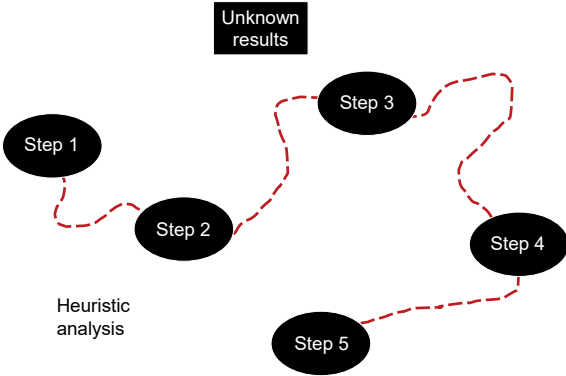 Unknown
results
Step 1
Step 2
Step 3
Step 4
Step 5
Heuristic
analysis